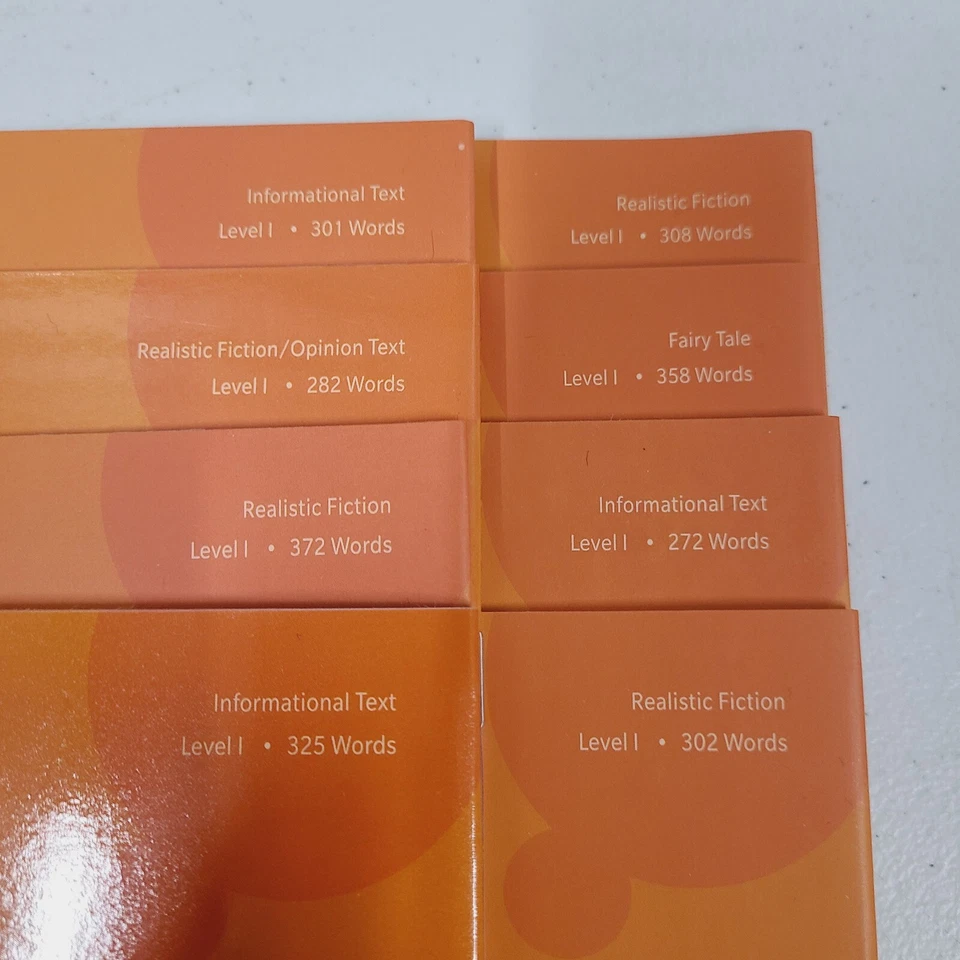 Informational Text
Level I • 301 Words
Realistic Fiction/Opinion Text
Level I • 282 Words
Realistic Fiction
Level I • 372 Words
Informational Text
Level I • 325 Words
Realistic Fiction
Level I • 308 Words
Fairy Tale
Level I • 358 Words
Informational Text
Level I • 272 Words
Realistic Fiction
Level I • 302 Words